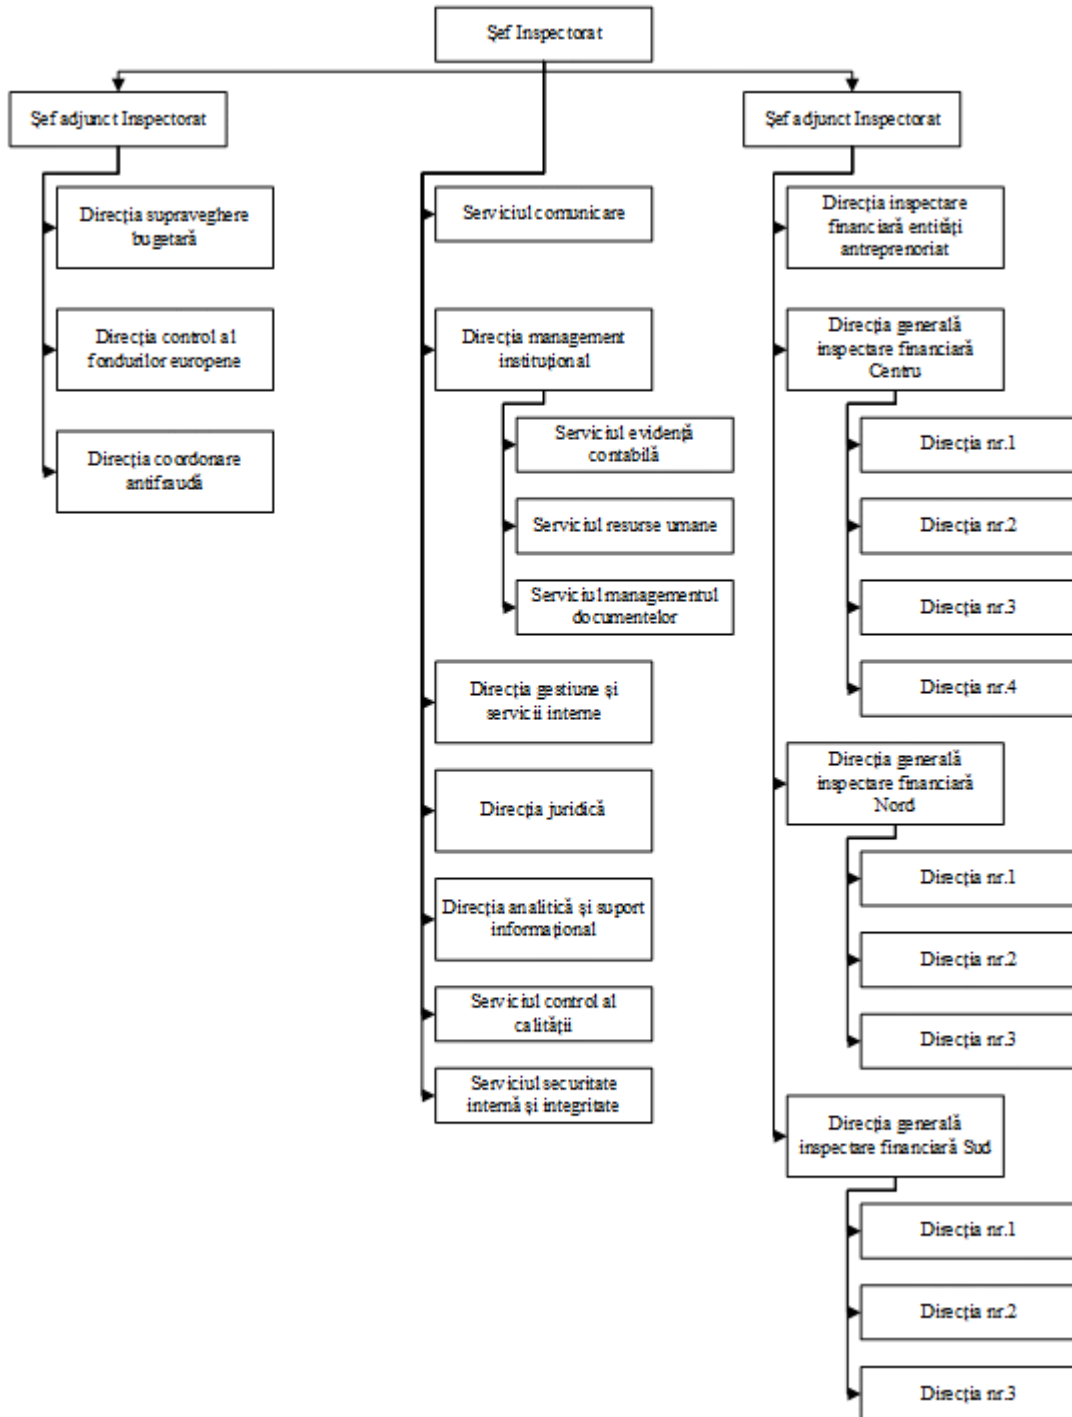 Șef Inspectorat
Șef adjunct Inspectorat
Direcția supraveghere
bugetară
Direcția control al
fondurilor europene
Direcția coordonare
antifraudă
Serviciul comunicare
Direcția management
instituțional
Serviciul evidență
contabilă
Serviciul resurse umane
Serviciul managementul
documentelor
Direcția gestiune și
servicii interne
Direcția juridică
Direcția analitică și suport
informațional
Serviciul control al
calității
Serviciul securitate
internă și integritate
Șef adjunct Inspectorat
Direcția inspectare
financiară entități
antreprenoriat
Direcția generală
inspectare financiară
Centru
Direcția nr.1
Direcția nr.2
Direcția nr.3
Direcția nr.4
Direcția generală
inspectare financiară
Nord
Direcția nr.1
Direcția nr.2
Direcția nr.3
Direcția generală
inspectare financiară Sud
Direcția nr.1
Direcția nr.2
Direcția nr.3